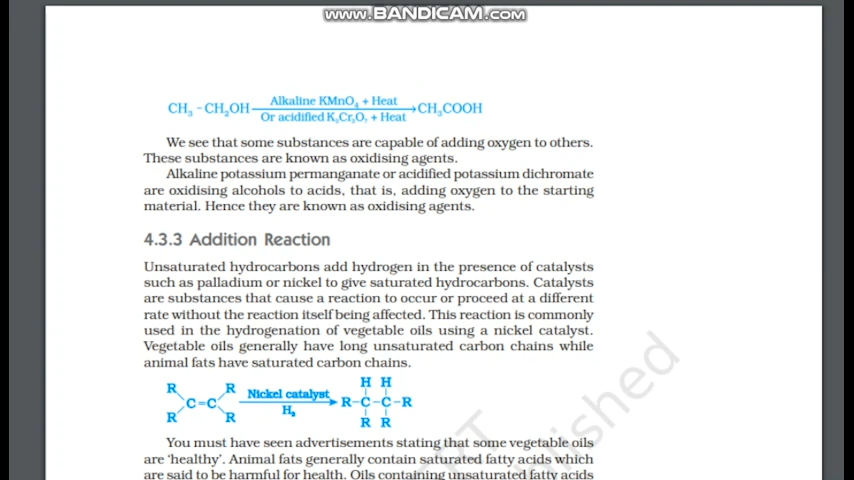 www.BANDICAM.com
Alkaline KMnO₄ + Heat
CH₃ – CH₂OH → CH₃COOH
Or acidified K₂Cr₂O₇ + Heat
We see that some substances are capable of adding oxygen to others.
These substances are known as oxidising agents.
Alkaline potassium permanganate or acidified potassium dichromate
are oxidising alcohols to acids, that is, adding oxygen to the starting
material. Hence they are known as oxidising agents.
4.3.3 Addition Reaction
Unsaturated hydrocarbons add hydrogen in the presence of catalysts
such as palladium or nickel to give saturated hydrocarbons. Catalysts
are substances that cause a reaction to occur or proceed at a different
rate without the reaction itself being affected. This reaction is commonly
used in the hydrogenation of vegetable oils using a nickel catalyst.
Vegetable oils generally have long unsaturated carbon chains while
animal fats have saturated carbon chains.
H H
R R Nickel catalyst
C=C → R–C–C–R
R R H₂
R R
You must have seen advertisements stating that some vegetable oils
are ‘healthy’. Animal fats generally contain saturated fatty acids which
are said to be harmful for health. Oils containing unsaturated fatty acids